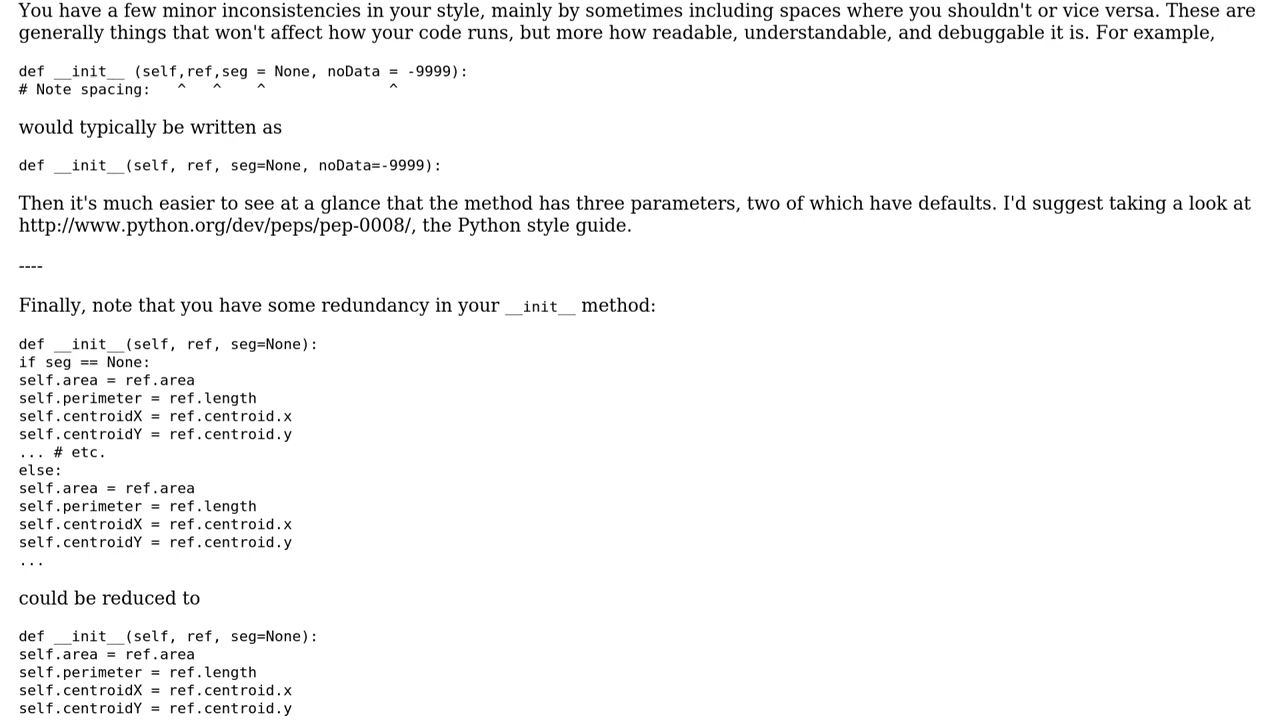 You have a few minor inconsistencies in your style, mainly by sometimes including spaces where you shouldn't or vice versa. These are
generally things that won't affect how your code runs, but more how readable, understandable, and debuggable it is. For example,
def __init__ (self,ref,seg = None, noData = -9999):
# Note spacing:   ^   ^    ^              ^
would typically be written as
def __init__(self, ref, seg=None, noData=-9999):
Then it's much easier to see at a glance that the method has three parameters, two of which have defaults. I'd suggest taking a look at
http://www.python.org/dev/peps/pep-0008/, the Python style guide.
----
Finally, note that you have some redundancy in your __init__ method:
def __init__(self, ref, seg=None):
if seg == None:
self.area = ref.area
self.perimeter = ref.length
self.centroidX = ref.centroid.x
self.centroidY = ref.centroid.y
... # etc.
else:
self.area = ref.area
self.perimeter = ref.length
self.centroidX = ref.centroid.x
self.centroidY = ref.centroid.y
...
could be reduced to
def __init__(self, ref, seg=None):
self.area = ref.area
self.perimeter = ref.length
self.centroidX = ref.centroid.x
self.centroidY = ref.centroid.y